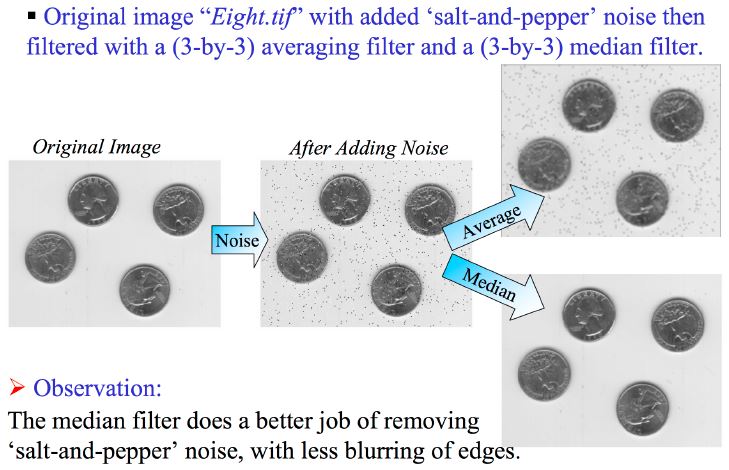 ▪ Original image “Eight.tif” with added ‘salt-and-pepper’ noise then
filtered with a (3-by-3) averaging filter and a (3-by-3) median filter.
Original Image
After Adding Noise
Noise
Average
Median
➢ Observation:
The median filter does a better job of removing
‘salt-and-pepper’ noise, with less blurring of edges.